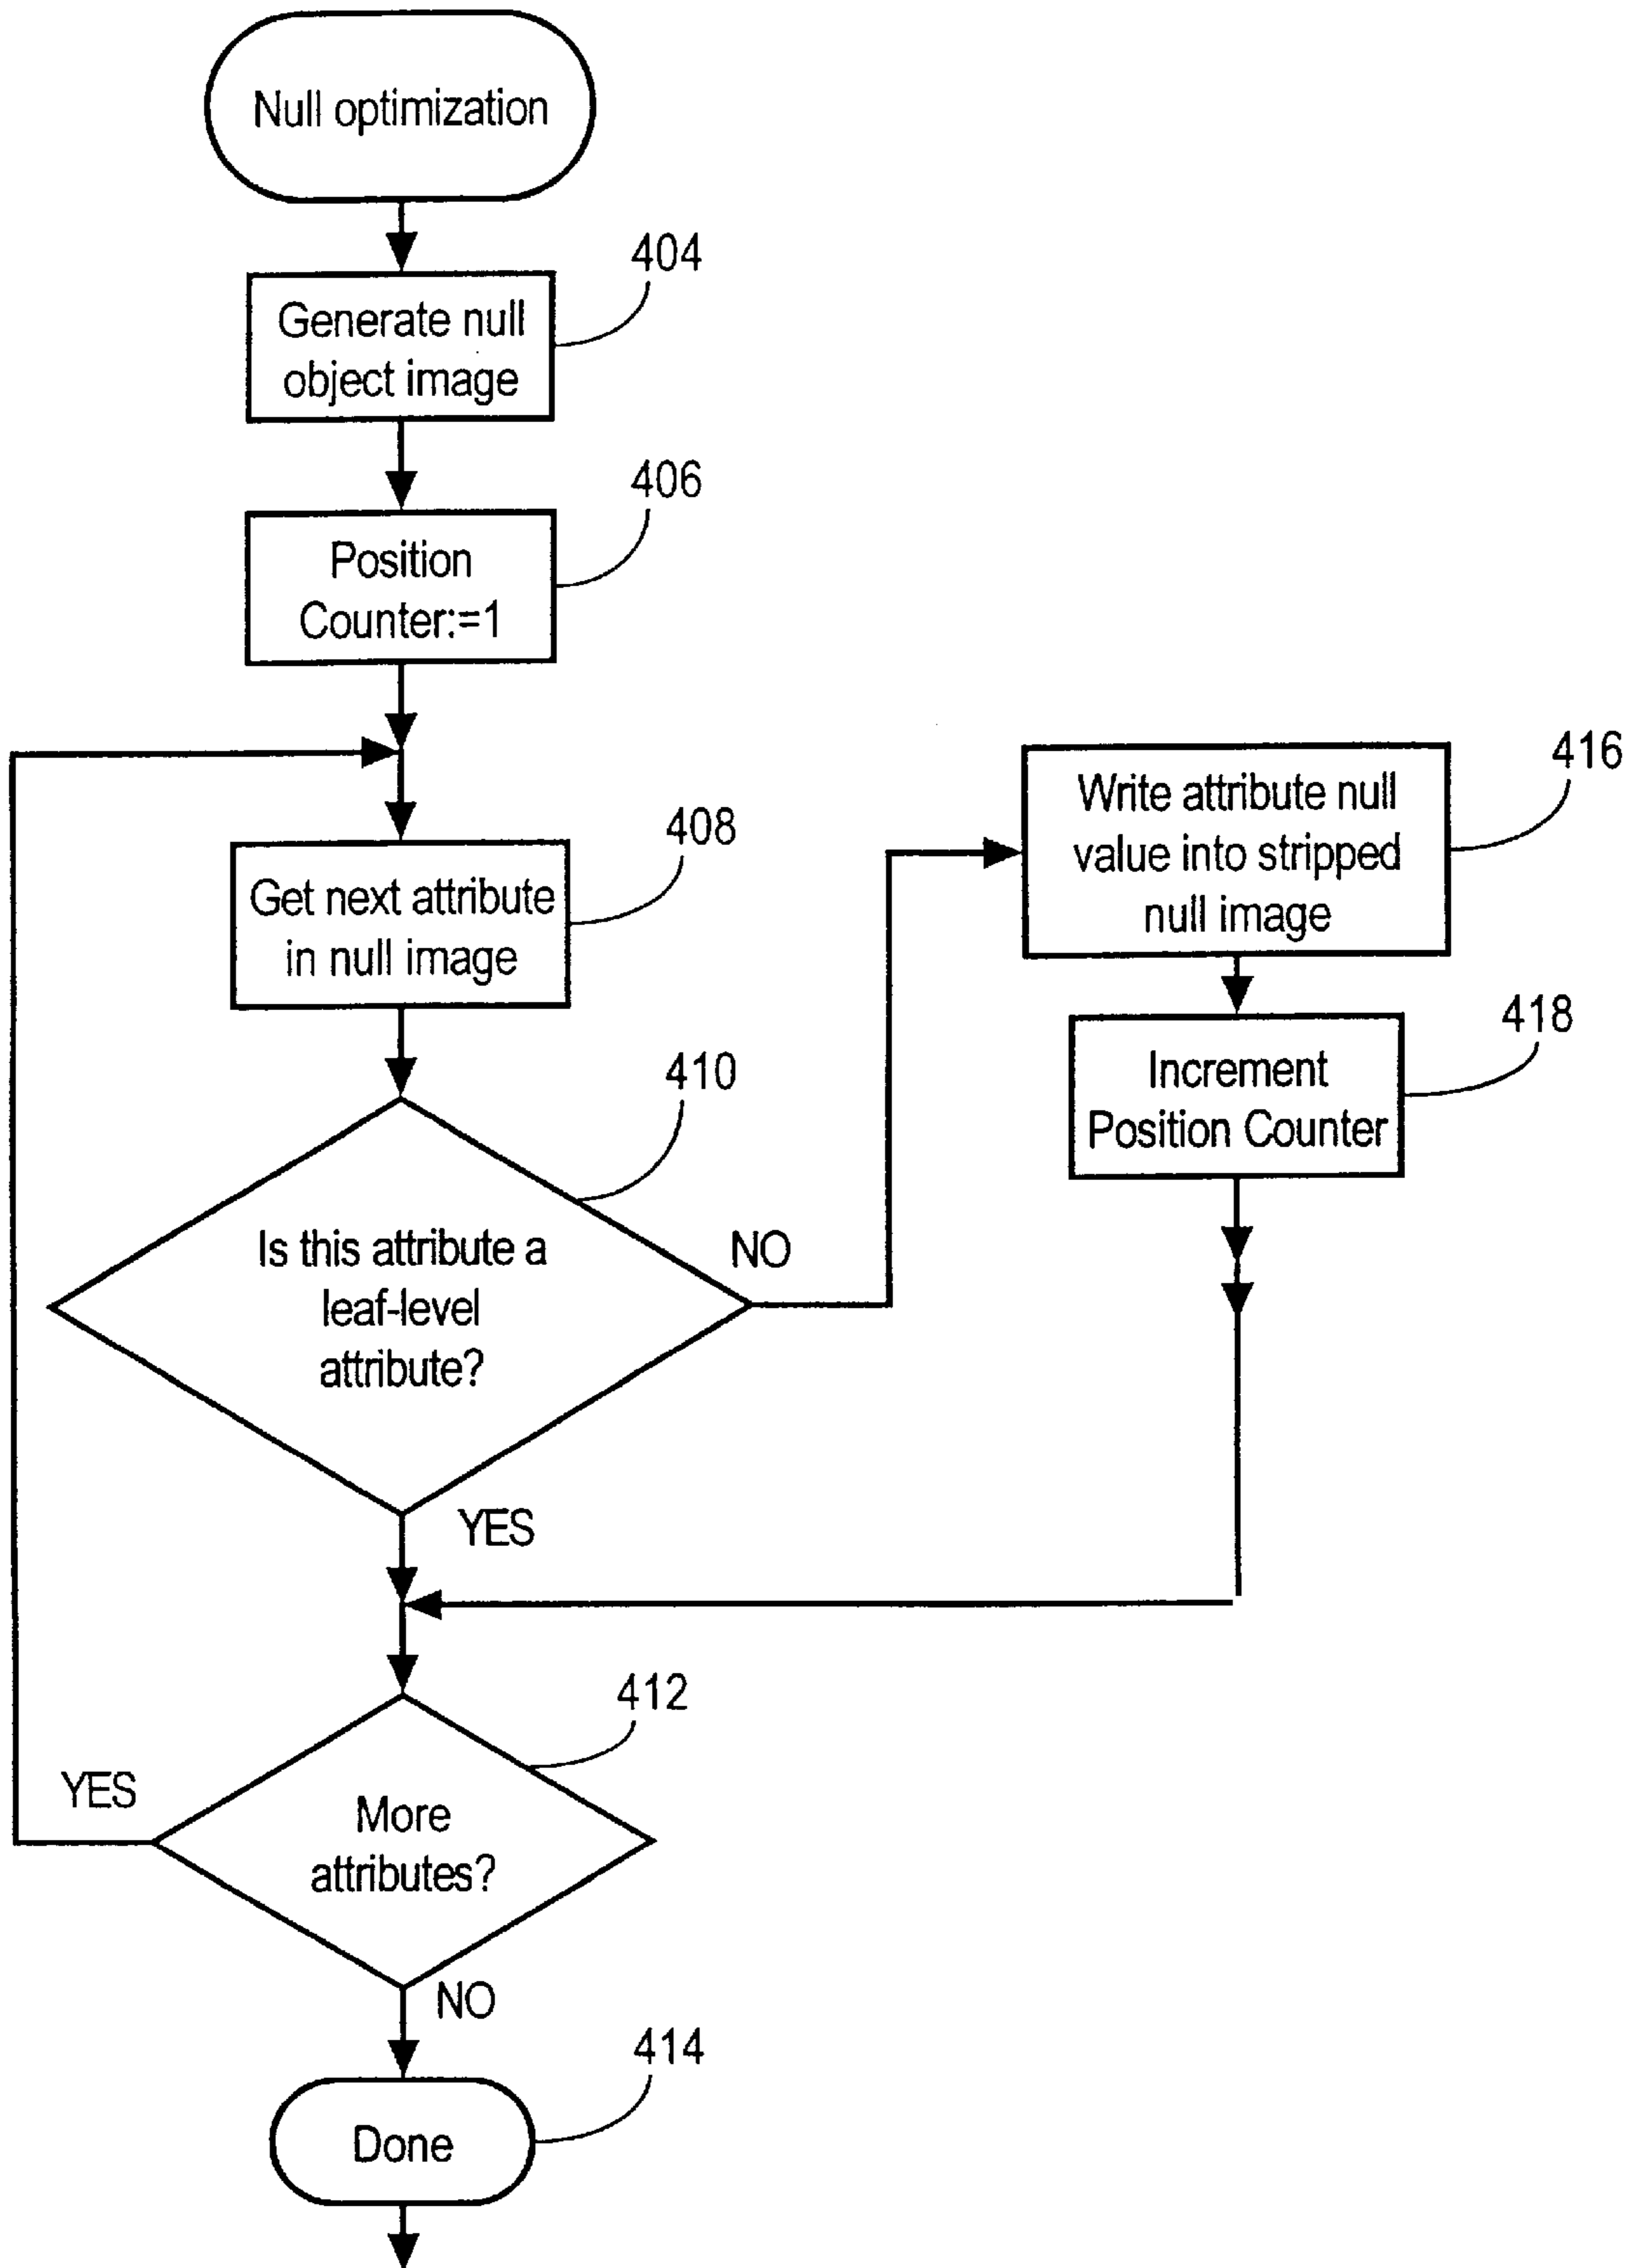 Null optimization
404
Generate null
object image
406
Position
Counter:=1
408
Get next attribute
in null image
416
Write attribute null
value into stripped
null image
418
Increment
Position Counter
410
Is this attribute a
leaf-level
attribute?
NO
YES
412
More
attributes?
YES
NO
414
Done